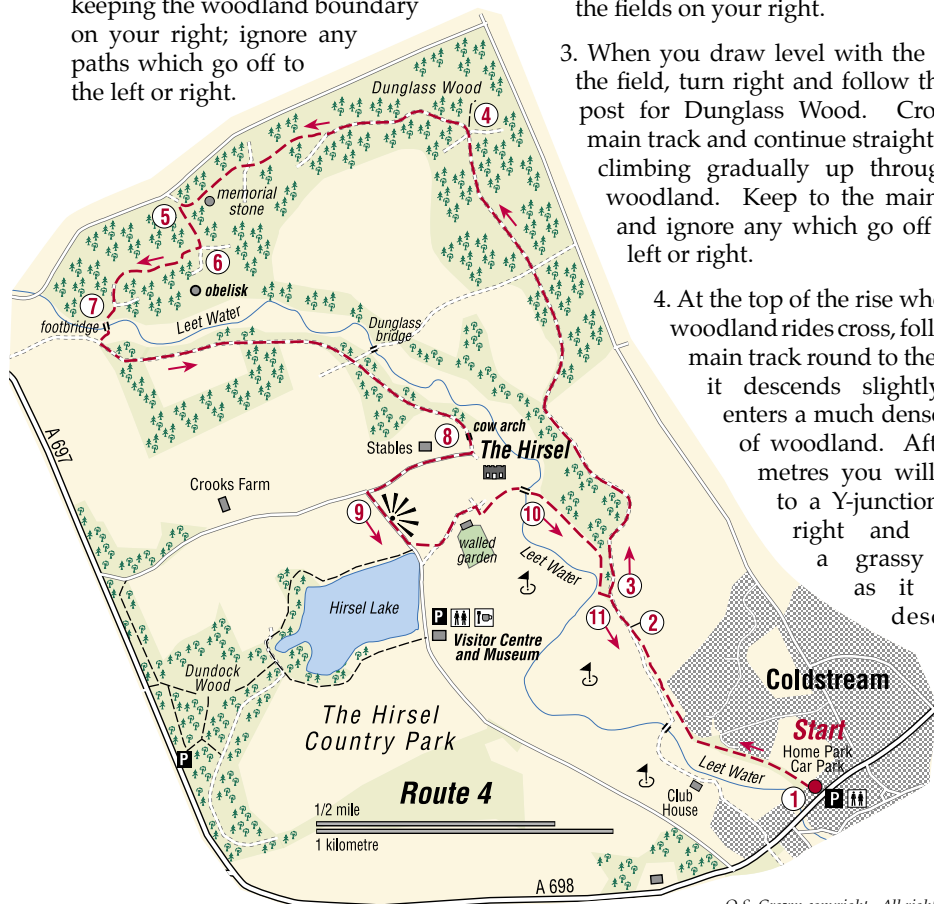 keeping the woodland boundary
on your right; ignore any
paths which go off to
the left or right.
the fields on your right.
3. When you draw level with the
the field, turn right and follow th
post for Dunglass Wood. Cro
main track and continue straight
climbing gradually up throug
woodland. Keep to the main
and ignore any which go off
left or right.
4. At the top of the rise whe
woodland rides cross, foll
main track round to the
it descends slightly
enters a much dense
of woodland. Aft
metres you will
to a Y-junction
right and
a grassy
as it
desc
Dunglass Wood
4
memorial
stone
5
6
obelisk
7
footbridge
Leet Water
Dunglass
bridge
A 697
cow arch
8
Stables
The Hirsel
Crooks Farm
9
10
walled
garden
Leet Water
3
Hirsel Lake
11
2
P
Visitor Centre
and Museum
Dundock
Wood
Coldstream
The Hirsel
Country Park
Start
Home Park
Car Park
P
Leet Water
Route 4
Club
House
1
P
1/2 mile
1 kilometre
A 698
O.S. Crown copyright. All right